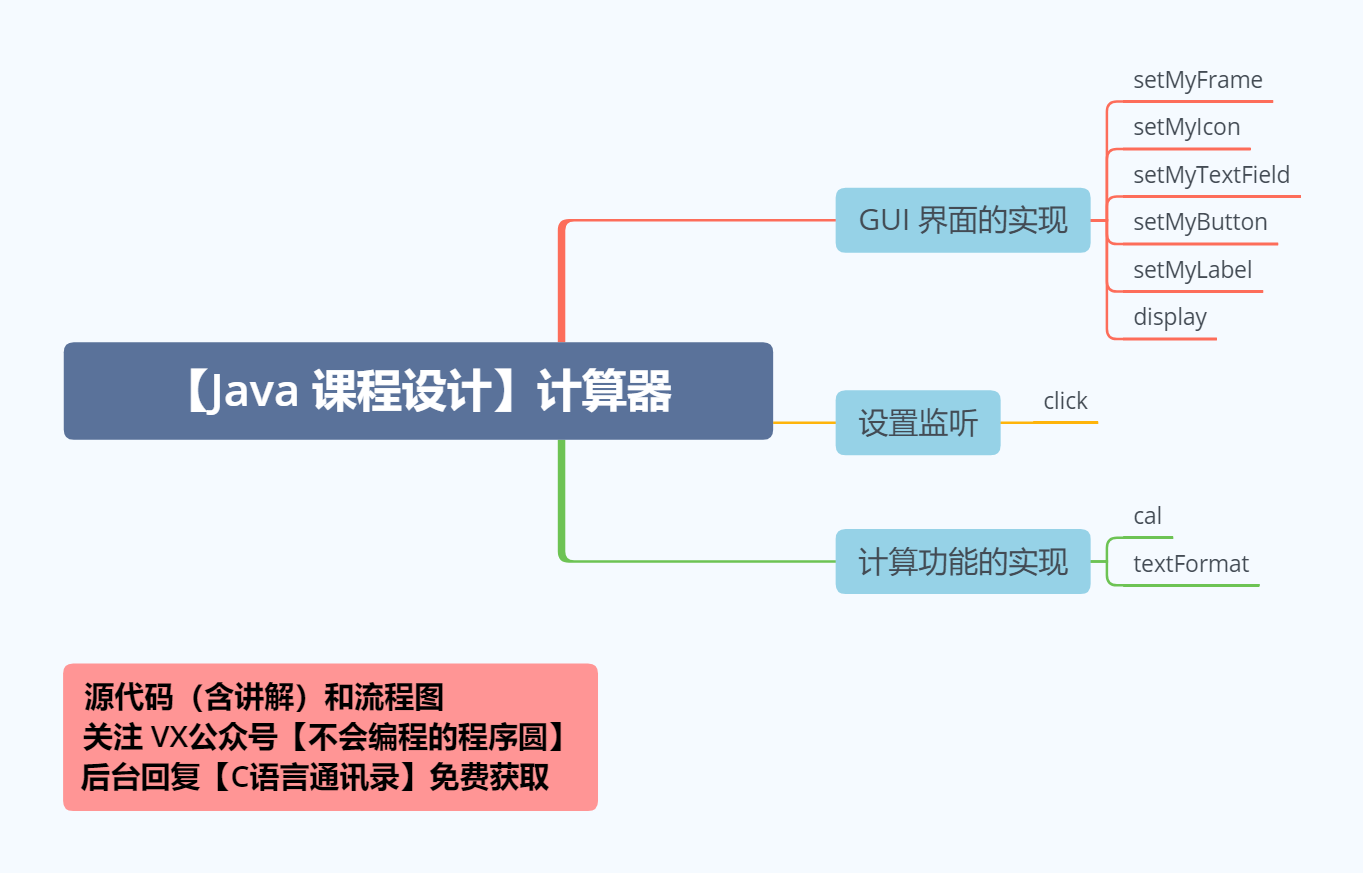 【Java 课程设计】计算器
GUI 界面的实现
setMyFrame
setMyIcon
setMyTextField
setMyButton
setMyLabel
display
设置监听
click
计算功能的实现
cal
textFormat
源代码（含讲解）和流程图
关注 VX公众号【不会编程的程序圆】
后台回复【C语言通讯录】免费获取